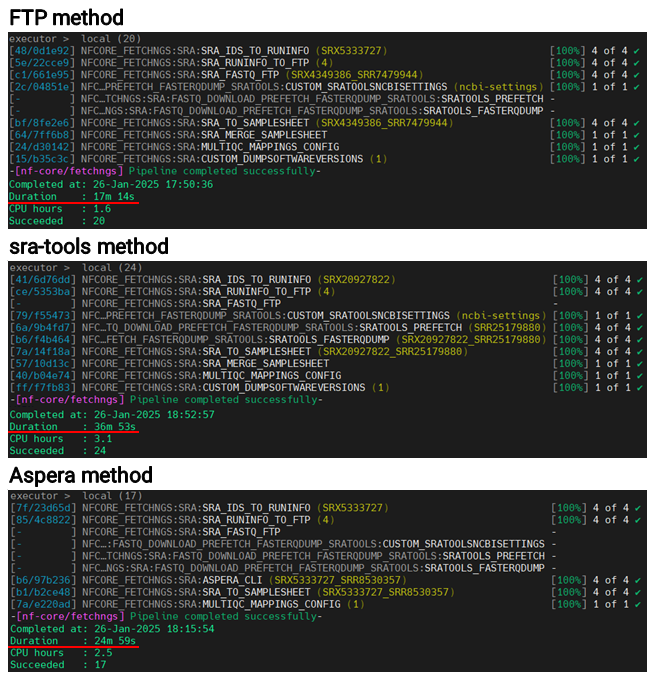 FTP method
executor >  local (20)
[48/0d1e92] NFCORE_FETCHNGS:SRA:SRA_IDS_TO_RUNINFO (SRX5333727) [100%] 4 of 4 ✔
[5e/22cce9] NFCORE_FETCHNGS:SRA:SRA_RUNINFO_TO_FTP (4) [100%] 4 of 4 ✔
[c1/661e95] NFCORE_FETCHNGS:SRA:SRA_FASTQ_FTP (SRX4349386_SRR7479944) [100%] 4 of 4 ✔
[2c/04851e] NFC…PREFETCH_FASTERQDUMP_SRATOOLS:CUSTOM_SRATOOLSNCBISETTINGS (ncbi-settings) [100%] 1 of 1 ✔
[-        ] NFC…TCHNGS:SRA:FASTQ_DOWNLOAD_PREFETCH_FASTERQDUMP_SRATOOLS:SRATOOLS_PREFETCH -
[-        ] NFC…NGS:SRA:FASTQ_DOWNLOAD_PREFETCH_FASTERQDUMP_SRATOOLS:SRATOOLS_FASTERQDUMP -
[bf/8fe2e6] NFCORE_FETCHNGS:SRA:SRA_TO_SAMPLESHEET (SRX4349386_SRR7479944) [100%] 4 of 4 ✔
[64/7ff6b8] NFCORE_FETCHNGS:SRA:SRA_MERGE_SAMPLESHEET [100%] 1 of 1 ✔
[24/d30142] NFCORE_FETCHNGS:SRA:MULTIQC_MAPPINGS_CONFIG [100%] 1 of 1 ✔
[15/b35c3c] NFCORE_FETCHNGS:SRA:CUSTOM_DUMPSOFTWAREVERSIONS (1) [100%] 1 of 1 ✔
-[nf-core/fetchngs] Pipeline completed successfully-
Completed at: 26-Jan-2025 17:50:36
Duration    : 17m 14s
CPU hours   : 1.6
Succeeded   : 20
sra-tools method
executor >  local (24)
[41/6d76dd] NFCORE_FETCHNGS:SRA:SRA_IDS_TO_RUNINFO (SRX20927822) [100%] 4 of 4 ✔
[ce/5353ba] NFCORE_FETCHNGS:SRA:SRA_RUNINFO_TO_FTP (4) [100%] 4 of 4 ✔
[-        ] NFCORE_FETCHNGS:SRA:SRA_FASTQ_FTP -
[79/f55473] NFC…PREFETCH_FASTERQDUMP_SRATOOLS:CUSTOM_SRATOOLSNCBISETTINGS (ncbi-settings) [100%] 1 of 1 ✔
[6a/9b4fd7] NFC…TQ_DOWNLOAD_PREFETCH_FASTERQDUMP_SRATOOLS:SRATOOLS_PREFETCH (SRR25179880) [100%] 4 of 4 ✔
[b6/f4b464] NFC…FETCH_FASTERQDUMP_SRATOOLS:SRATOOLS_FASTERQDUMP (SRX20927822_SRR25179880) [100%] 4 of 4 ✔
[7a/14f18a] NFCORE_FETCHNGS:SRA:SRA_TO_SAMPLESHEET (SRX20927822_SRR25179880) [100%] 4 of 4 ✔
[57/10d13c] NFCORE_FETCHNGS:SRA:SRA_MERGE_SAMPLESHEET [100%] 1 of 1 ✔
[40/b04e74] NFCORE_FETCHNGS:SRA:MULTIQC_MAPPINGS_CONFIG [100%] 1 of 1 ✔
[ff/f7fb83] NFCORE_FETCHNGS:SRA:CUSTOM_DUMPSOFTWAREVERSIONS (1) [100%] 1 of 1 ✔
-[nf-core/fetchngs] Pipeline completed successfully-
Completed at: 26-Jan-2025 18:52:57
Duration    : 36m 53s
CPU hours   : 3.1
Succeeded   : 24
Aspera method
executor >  local (17)
[7f/23d65d] NFCORE_FETCHNGS:SRA:SRA_IDS_TO_RUNINFO (SRX5333727) [100%] 4 of 4 ✔
[85/4c8822] NFCORE_FETCHNGS:SRA:SRA_RUNINFO_TO_FTP (4) [100%] 4 of 4 ✔
[-        ] NFCORE_FETCHNGS:SRA:SRA_FASTQ_FTP -
[-        ] NFC…:FASTQ_DOWNLOAD_PREFETCH_FASTERQDUMP_SRATOOLS:CUSTOM_SRATOOLSNCBISETTINGS -
[-        ] NFC…TCHNGS:SRA:FASTQ_DOWNLOAD_PREFETCH_FASTERQDUMP_SRATOOLS:SRATOOLS_PREFETCH -
[-        ] NFC…NGS:SRA:FASTQ_DOWNLOAD_PREFETCH_FASTERQDUMP_SRATOOLS:SRATOOLS_FASTERQDUMP -
[b6/97b236] NFCORE_FETCHNGS:SRA:ASPERA_CLI (SRX5333727_SRR8530357) [100%] 4 of 4 ✔
[b1/b2ce48] NFCORE_FETCHNGS:SRA:SRA_TO_SAMPLESHEET (SRX5333727_SRR8530357) [100%] 4 of 4 ✔
[7a/e220ad] NFCORE_FETCHNGS:SRA:MULTIQC_MAPPINGS_CONFIG (1) [100%] 1 of 1 ✔
-[nf-core/fetchngs] Pipeline completed successfully-
Completed at: 26-Jan-2025 18:15:54
Duration    : 24m 59s
CPU hours   : 2.5
Succeeded   : 17